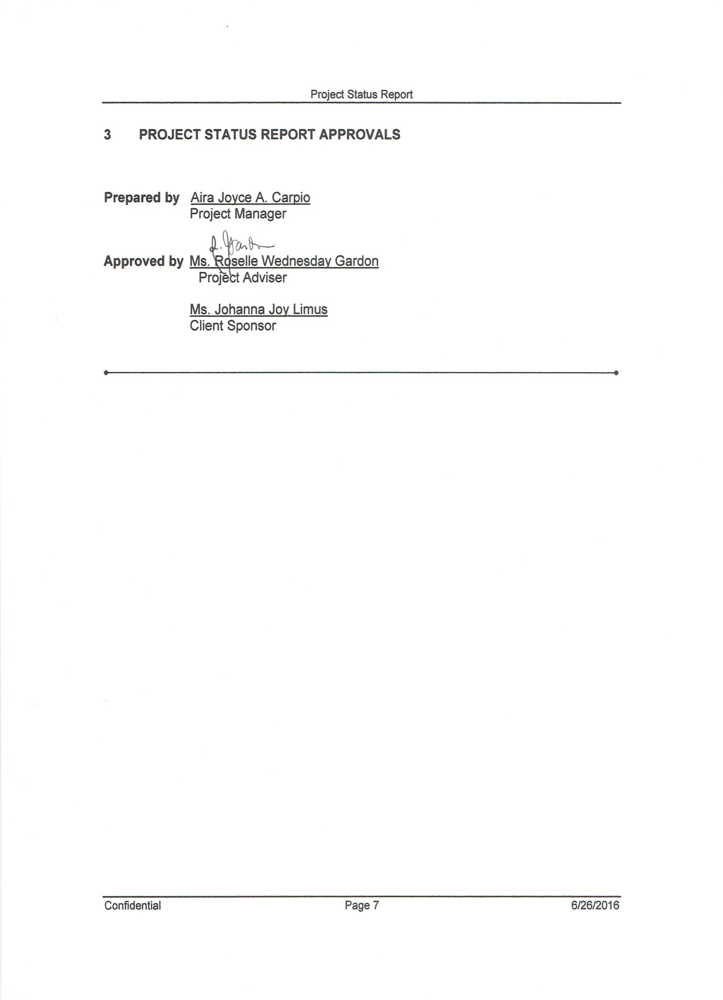 Project Status Report
3 PROJECT STATUS REPORT APPROVALS
Prepared by Aira Joyce A. Carpio
Project Manager
R. Gardon
Approved by Ms. Roselle Wednesday Gardon
Project Adviser
Ms. Johanna Joy Limus
Client Sponsor
Confidential Page 7 6/26/2016